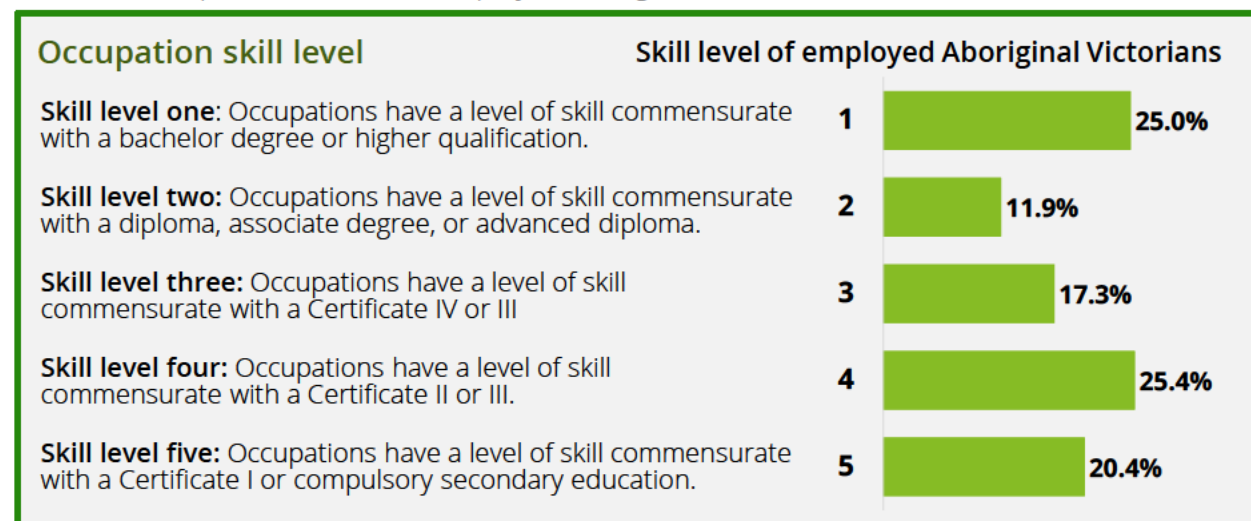 Occupation skill level
Skill level of employed Aboriginal Victorians
Skill level one: Occupations have a level of skill commensurate
with a bachelor degree or higher qualification.
1
25.0%
Skill level two: Occupations have a level of skill commensurate
with a diploma, associate degree, or advanced diploma.
2
11.9%
Skill level three: Occupations have a level of skill
commensurate with a Certificate IV or III
3
17.3%
Skill level four: Occupations have a level of skill
commensurate with a Certificate II or III.
4
25.4%
Skill level five: Occupations have a level of skill commensurate
with a Certificate I or compulsory secondary education.
5
20.4%